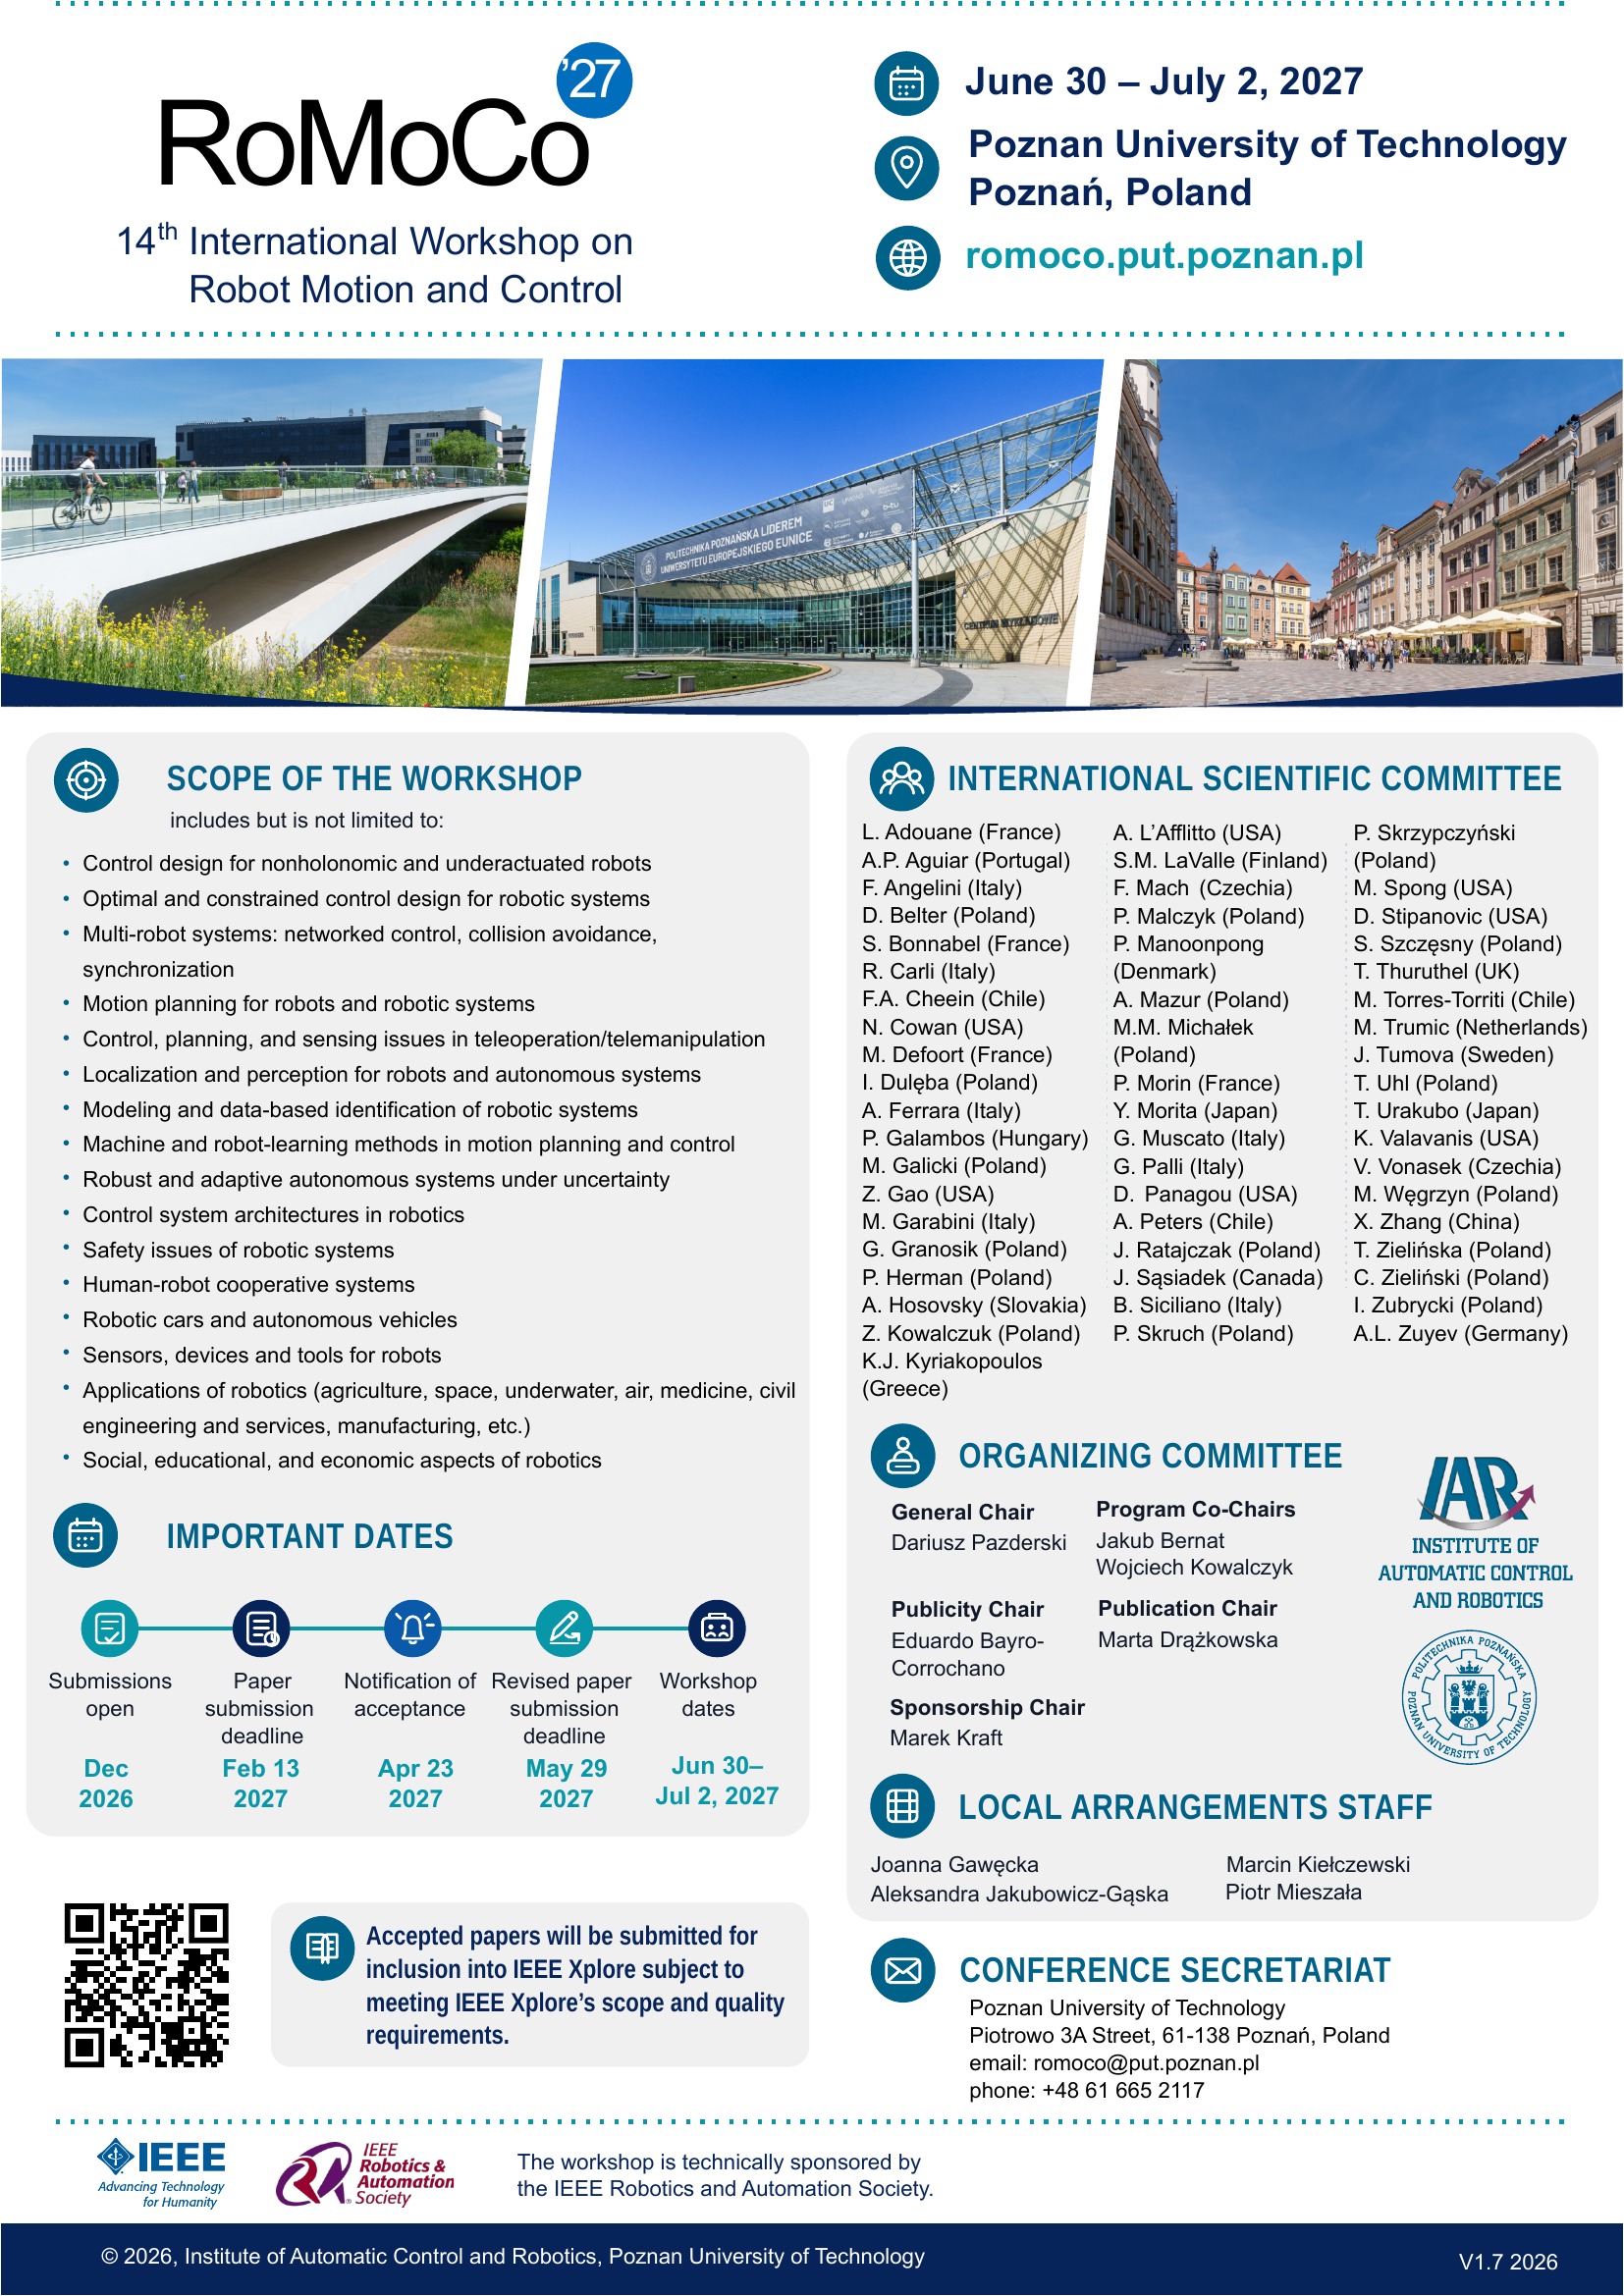 ’27
RoMoCo
14th International Workshop on
Robot Motion and Control
June 30 – July 2, 2027
Poznan University of Technology
Poznań, Poland
romoco.put.poznan.pl
POLITECHNIKA POZNAŃSKA LIDEREM
UNIWERSYTETU EUROPEJSKIEGO EUNICE
CENTRUM WYKŁADOWE
SCOPE OF THE WORKSHOP
includes but is not limited to:
• Control design for nonholonomic and underactuated robots
• Optimal and constrained control design for robotic systems
• Multi-robot systems: networked control, collision avoidance,
synchronization
• Motion planning for robots and robotic systems
• Control, planning, and sensing issues in teleoperation/telemanipulation
• Localization and perception for robots and autonomous systems
• Modeling and data-based identification of robotic systems
• Machine and robot-learning methods in motion planning and control
• Robust and adaptive autonomous systems under uncertainty
• Control system architectures in robotics
• Safety issues of robotic systems
• Human-robot cooperative systems
• Robotic cars and autonomous vehicles
• Sensors, devices and tools for robots
• Applications of robotics (agriculture, space, underwater, air, medicine, civil
engineering and services, manufacturing, etc.)
• Social, educational, and economic aspects of robotics
IMPORTANT DATES
Submissions
open
Dec
2026
Paper
submission
deadline
Feb 13
2027
Notification of
acceptance
Apr 23
2027
Revised paper
submission
deadline
May 29
2027
Workshop
dates
Jun 30–
Jul 2, 2027
Accepted papers will be submitted for
inclusion into IEEE Xplore subject to
meeting IEEE Xplore’s scope and quality
requirements.
INTERNATIONAL SCIENTIFIC COMMITTEE
L. Adouane (France)
A.P. Aguiar (Portugal)
F. Angelini (Italy)
D. Belter (Poland)
S. Bonnabel (France)
R. Carli (Italy)
F.A. Cheein (Chile)
N. Cowan (USA)
M. Defoort (France)
I. Dulęba (Poland)
A. Ferrara (Italy)
P. Galambos (Hungary)
M. Galicki (Poland)
Z. Gao (USA)
M. Garabini (Italy)
G. Granosik (Poland)
P. Herman (Poland)
A. Hosovsky (Slovakia)
Z. Kowalczuk (Poland)
K.J. Kyriakopoulos
(Greece)
A. L’Afflitto (USA)
S.M. LaValle (Finland)
F. Mach (Czechia)
P. Malczyk (Poland)
P. Manoonpong
(Denmark)
A. Mazur (Poland)
M.M. Michałek
(Poland)
P. Morin (France)
Y. Morita (Japan)
G. Muscato (Italy)
G. Palli (Italy)
D. Panagou (USA)
A. Peters (Chile)
J. Ratajczak (Poland)
J. Sąsiadek (Canada)
B. Siciliano (Italy)
P. Skruch (Poland)
P. Skrzypczyński
(Poland)
M. Spong (USA)
D. Stipanovic (USA)
S. Szczęsny (Poland)
T. Thuruthel (UK)
M. Torres-Torriti (Chile)
M. Trumic (Netherlands)
J. Tumova (Sweden)
T. Uhl (Poland)
T. Urakubo (Japan)
K. Valavanis (USA)
V. Vonasek (Czechia)
M. Węgrzyn (Poland)
X. Zhang (China)
T. Zielińska (Poland)
C. Zieliński (Poland)
I. Zubrycki (Poland)
A.L. Zuyev (Germany)
ORGANIZING COMMITTEE
General Chair
Dariusz Pazderski
Program Co-Chairs
Jakub Bernat
Wojciech Kowalczyk
Publicity Chair
Eduardo Bayro-
Corrochano
Publication Chair
Marta Drążkowska
Sponsorship Chair
Marek Kraft
IAR
INSTITUTE OF
AUTOMATIC CONTROL
AND ROBOTICS
POLITECHNIKA POZNAŃSKA
POZNAN UNIVERSITY OF TECHNOLOGY
LOCAL ARRANGEMENTS STAFF
Joanna Gawęcka
Aleksandra Jakubowicz-Gąska
Marcin Kiełczewski
Piotr Mieszała
CONFERENCE SECRETARIAT
Poznan University of Technology
Piotrowo 3A Street, 61-138 Poznań, Poland
email: romoco@put.poznan.pl
phone: +48 61 665 2117
IEEE
Advancing Technology
for Humanity
IEEE
Robotics &
Automation
Society
The workshop is technically sponsored by
the IEEE Robotics and Automation Society.
© 2026, Institute of Automatic Control and Robotics, Poznan University of Technology
V1.7 2026